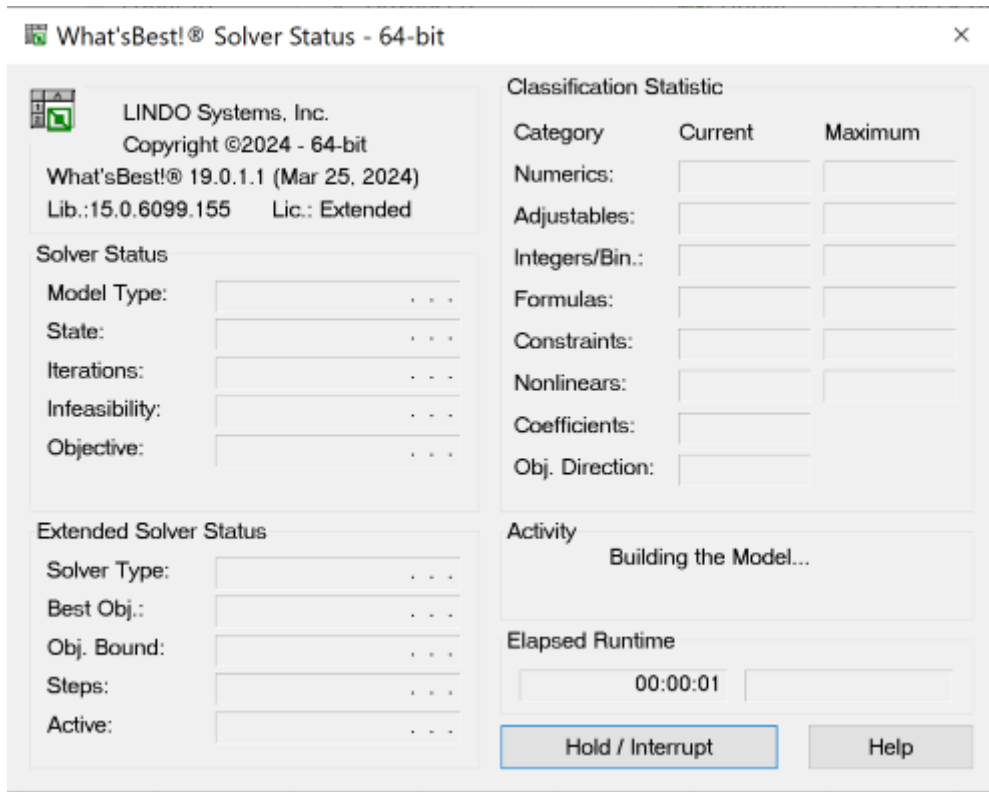 What'sBest!® Solver Status - 64-bit
LINDO Systems, Inc.
Copyright ©2024 - 64-bit
What'sBest!® 19.0.1.1 (Mar 25, 2024)
Lib.:15.0.6099.155 Lic.: Extended
Solver Status
Model Type: . . .
State: . . .
Iterations: . . .
Infeasibility: . . .
Objective: . . .
Extended Solver Status
Solver Type: . . .
Best Obj.: . . .
Obj. Bound: . . .
Steps: . . .
Active: . . .
Classification Statistic
Category Current Maximum
Numerics:
Adjustables:
Integers/Bin.:
Formulas:
Constraints:
Nonlinears:
Coefficients:
Obj. Direction:
Activity
Building the Model...
Elapsed Runtime
00:00:01
Hold / Interrupt Help